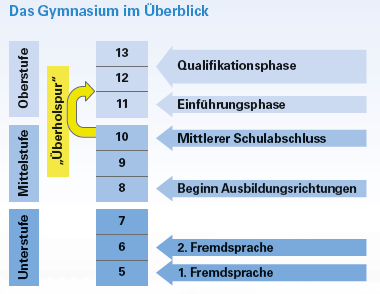 Das Gymnasium im Überblick
Oberstufe
13
12
11
Qualifikationsphase
Einführungsphase
„Überholspur“
Mittelstufe
10
9
8
Mittlerer Schulabschluss
Beginn Ausbildungsrichtungen
Unterstufe
7
6
5
2. Fremdsprache
1. Fremdsprache